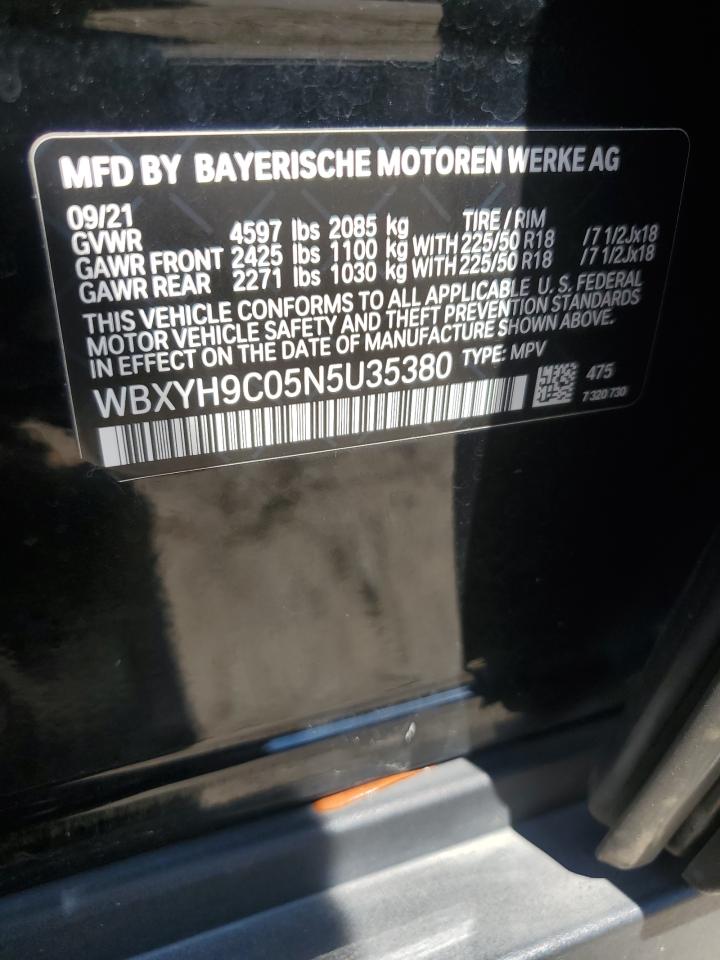 MFD BY BAYERISCHE MOTOREN WERKE AG
09/21 TIRE / RIM
GVWR 4597 lbs 2085 kg
GAWR FRONT 2425 lbs 1100 kg WITH 225/50 R18 /7 1/2Jx18
GAWR REAR 2271 lbs 1030 kg WITH 225/50 R18 /7 1/2Jx18
THIS VEHICLE CONFORMS TO ALL APPLICABLE U. S. FEDERAL
MOTOR VEHICLE SAFETY AND THEFT PREVENTION STANDARDS
IN EFFECT ON THE DATE OF MANUFACTURE SHOWN ABOVE.
WBXYH9C05N5U35380 TYPE: MPV
475
7 320 730